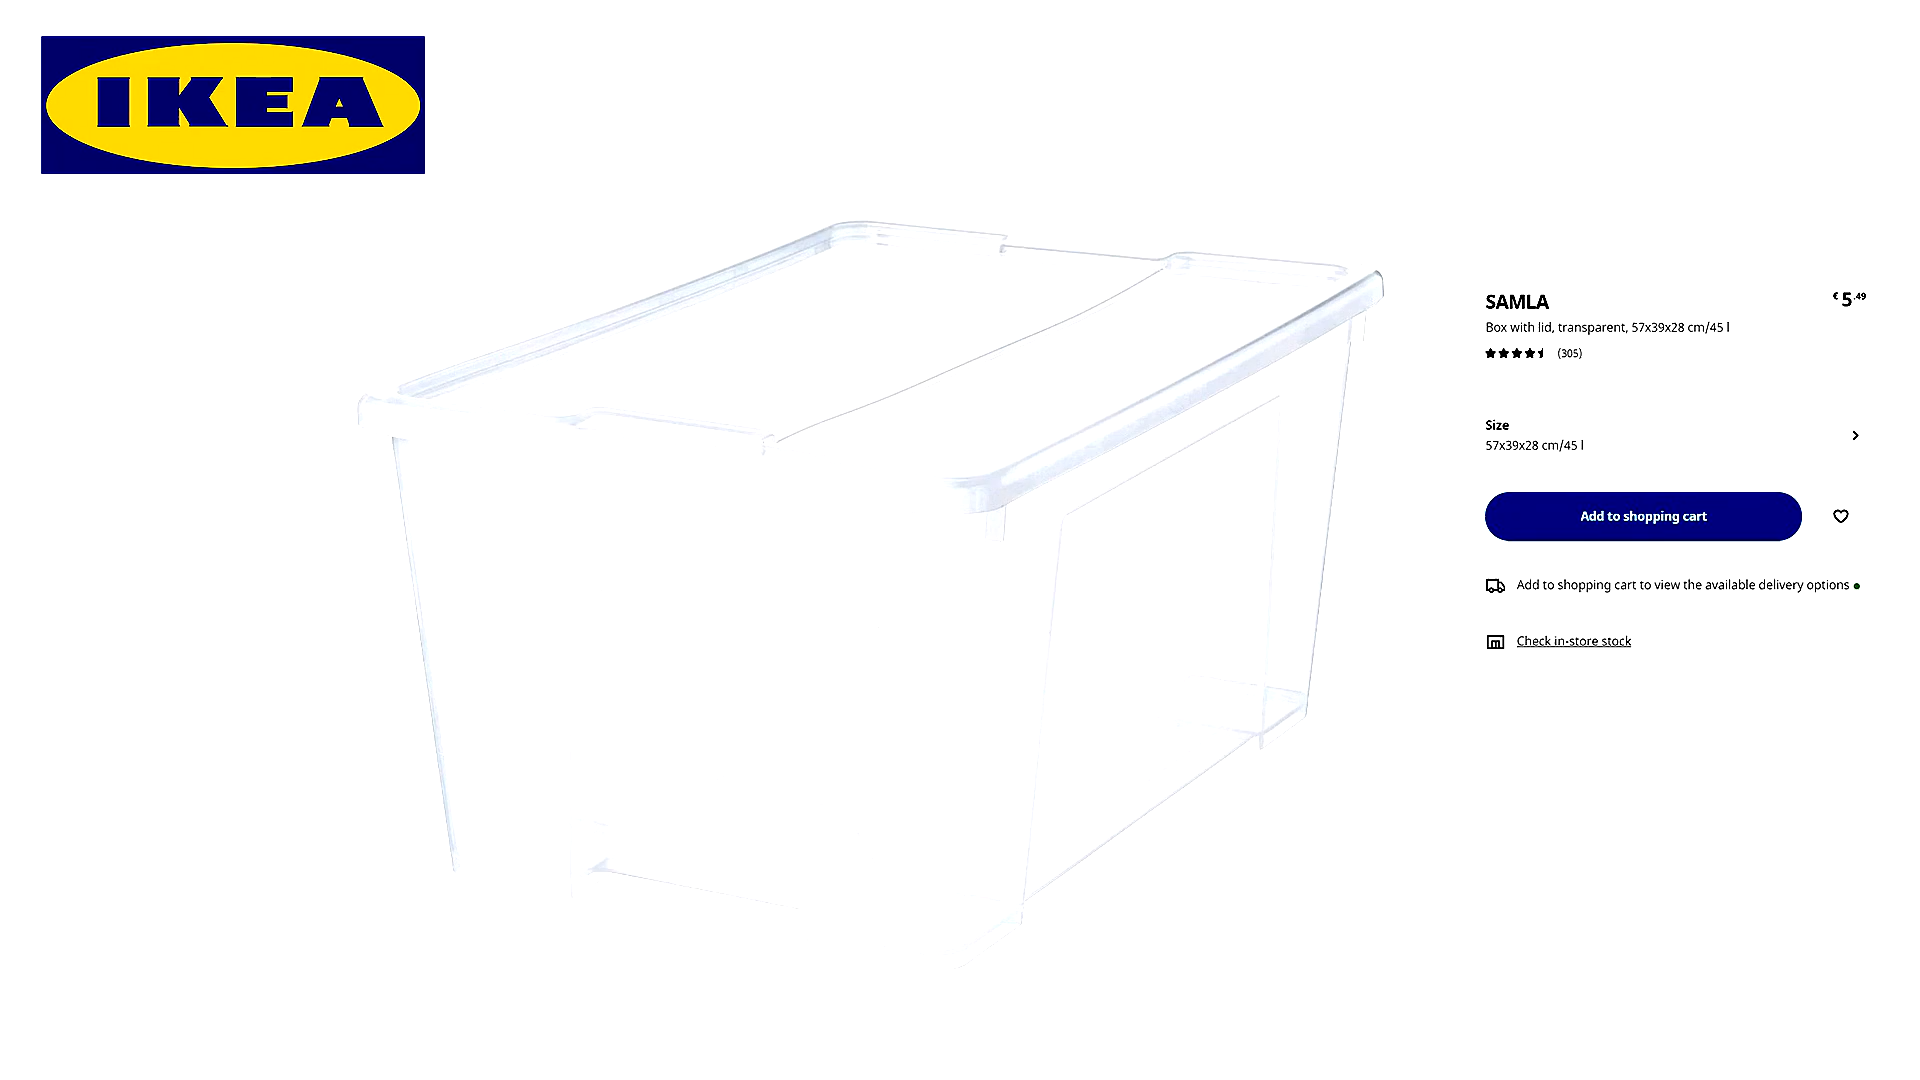 IKEA
SAMLA
€ 5.49
Box with lid, transparent, 57x39x28 cm/45 l
(305)
Size
57x39x28 cm/45 l
Add to shopping cart
Add to shopping cart to view the available delivery options
Check in-store stock